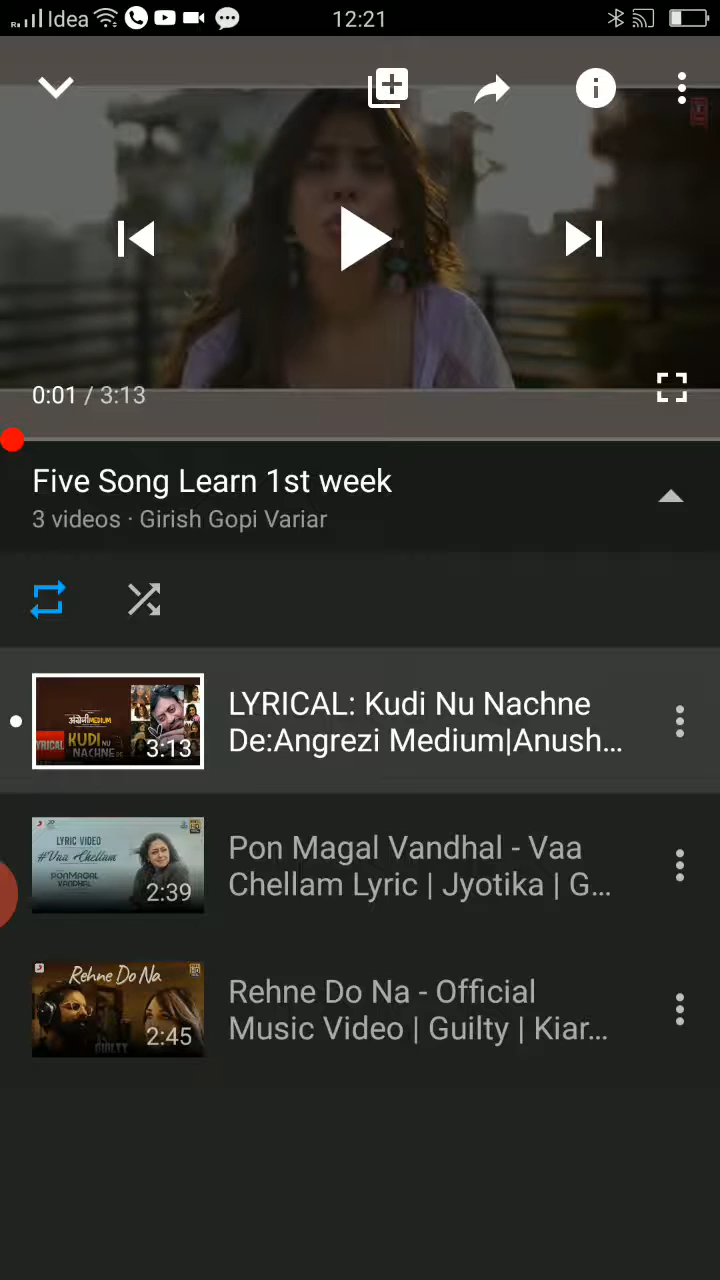 Idea
12:21
0:01 / 3:13
Five Song Learn 1st week
3 videos · Girish Gopi Variar
LYRICAL: Kudi Nu Nachne
De:Angrezi Medium|Anush...
अंग्रेज़ी MEDIUM
KUDI NU
NACHNE DE
3:13
Pon Magal Vandhal - Vaa
Chellam Lyric | Jyotika | G...
LYRIC VIDEO
#Vaa Chellam
PONMAGAL
VANDHAL
2:39
Rehne Do Na - Official
Music Video | Guilty | Kiar...
Rehne Do Na
GUILTY
2:45